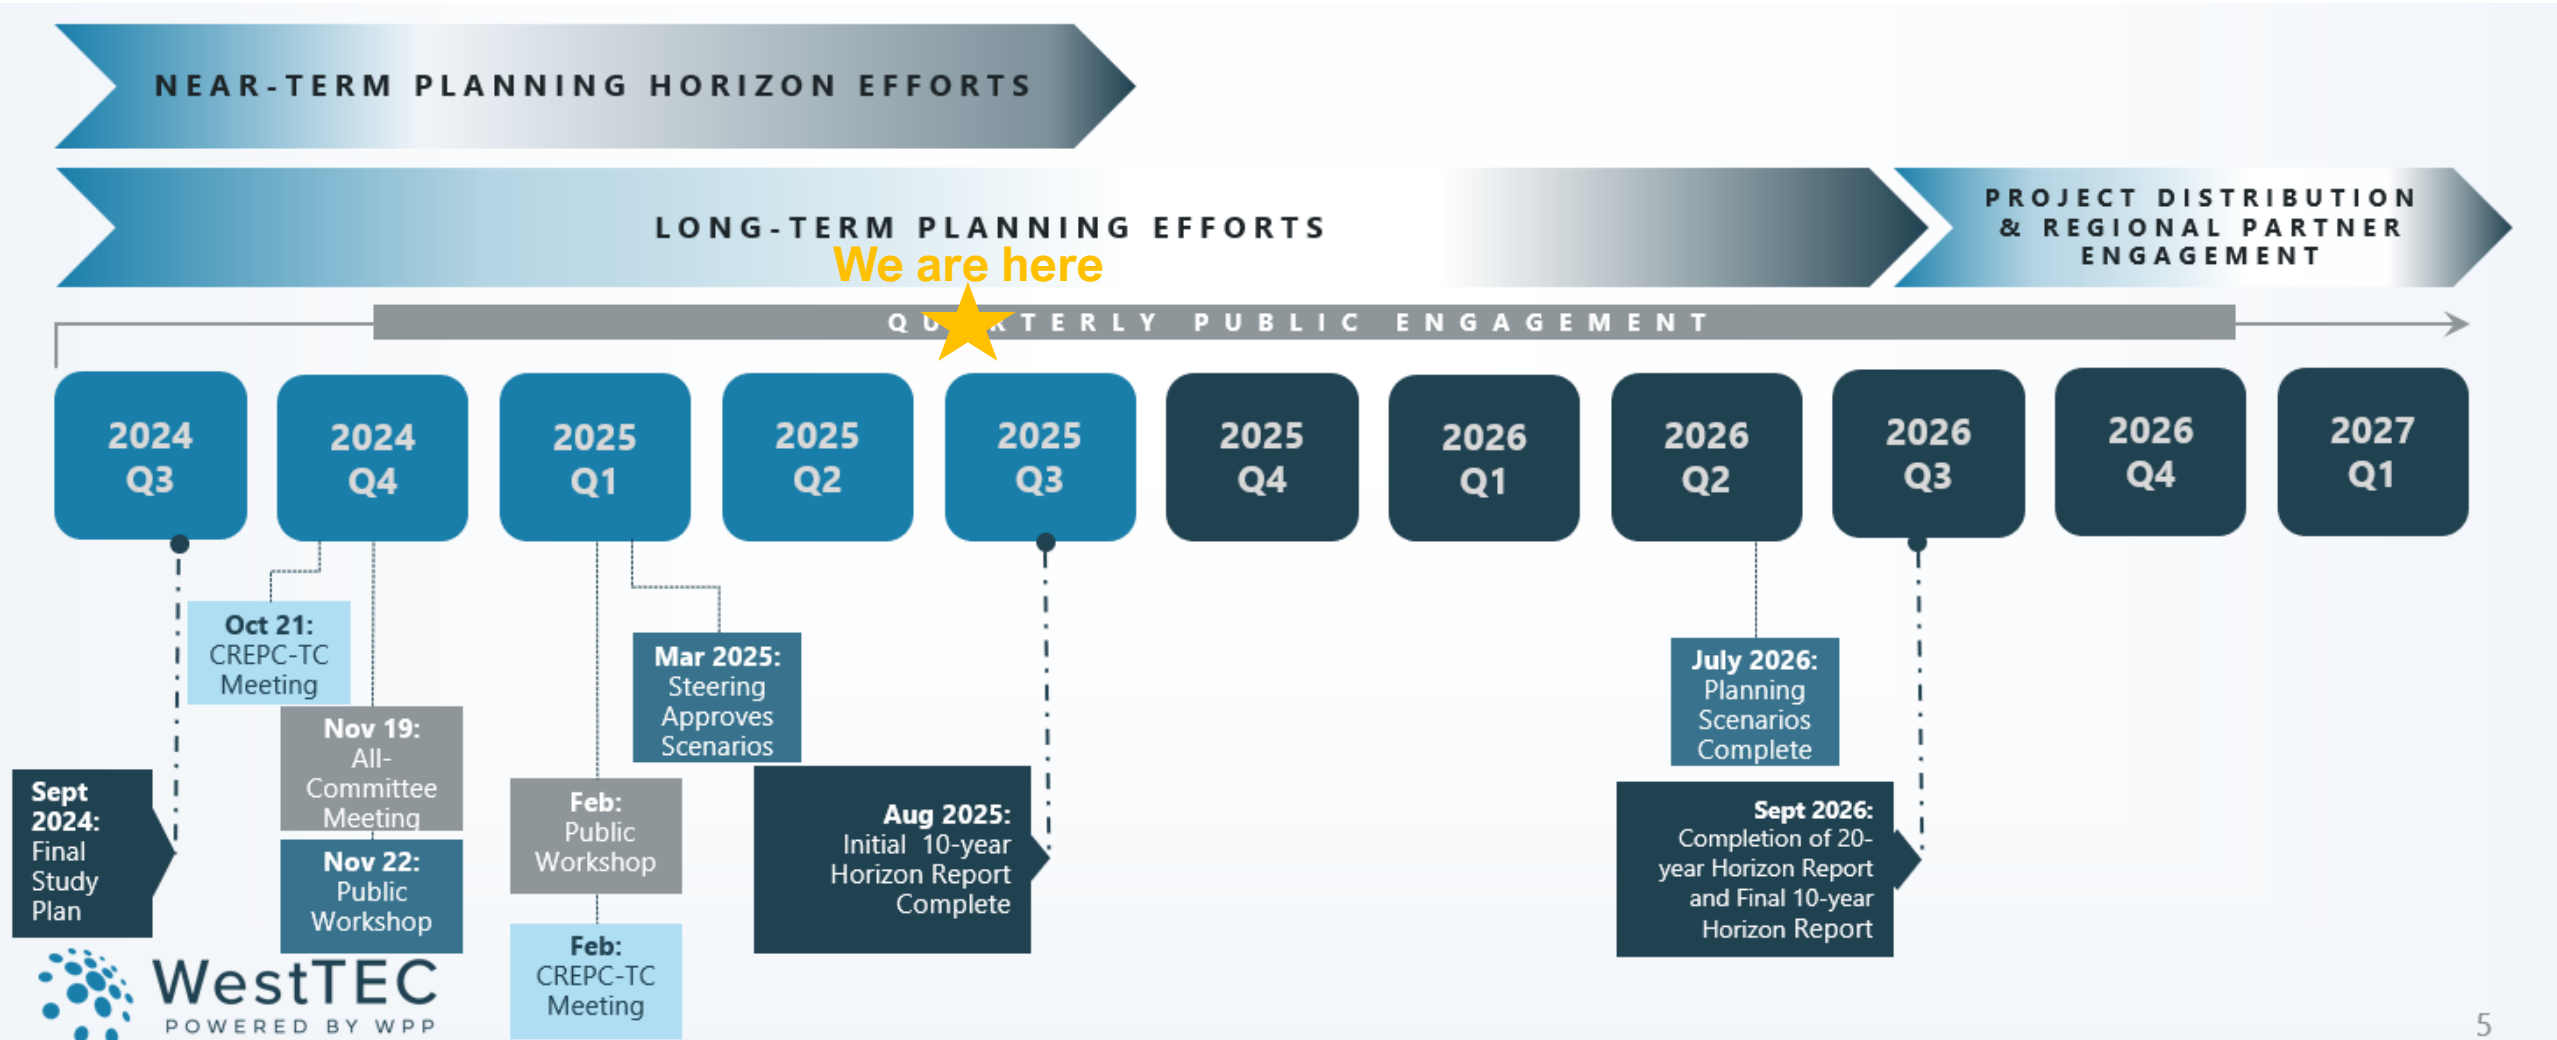 NEAR-TERM PLANNING HORIZON EFFORTS
LONG-TERM PLANNING EFFORTS
PROJECT DISTRIBUTION
& REGIONAL PARTNER
ENGAGEMENT
We are here
QUARTERLY PUBLIC ENGAGEMENT
2024
Q3
2024
Q4
2025
Q1
2025
Q2
2025
Q3
2025
Q4
2026
Q1
2026
Q2
2026
Q3
2026
Q4
2027
Q1
Sept
2024:
Final
Study
Plan
Oct 21:
CREPC-TC
Meeting
Nov 19:
All-
Committee
Meeting
Nov 22:
Public
Workshop
Feb:
Public
Workshop
Feb:
CREPC-TC
Meeting
Mar 2025:
Steering
Approves
Scenarios
Aug 2025:
Initial 10-year
Horizon Report
Complete
July 2026:
Planning
Scenarios
Complete
Sept 2026:
Completion of 20-
year Horizon Report
and Final 10-year
Horizon Report
WestTEC
POWERED BY WPP
5